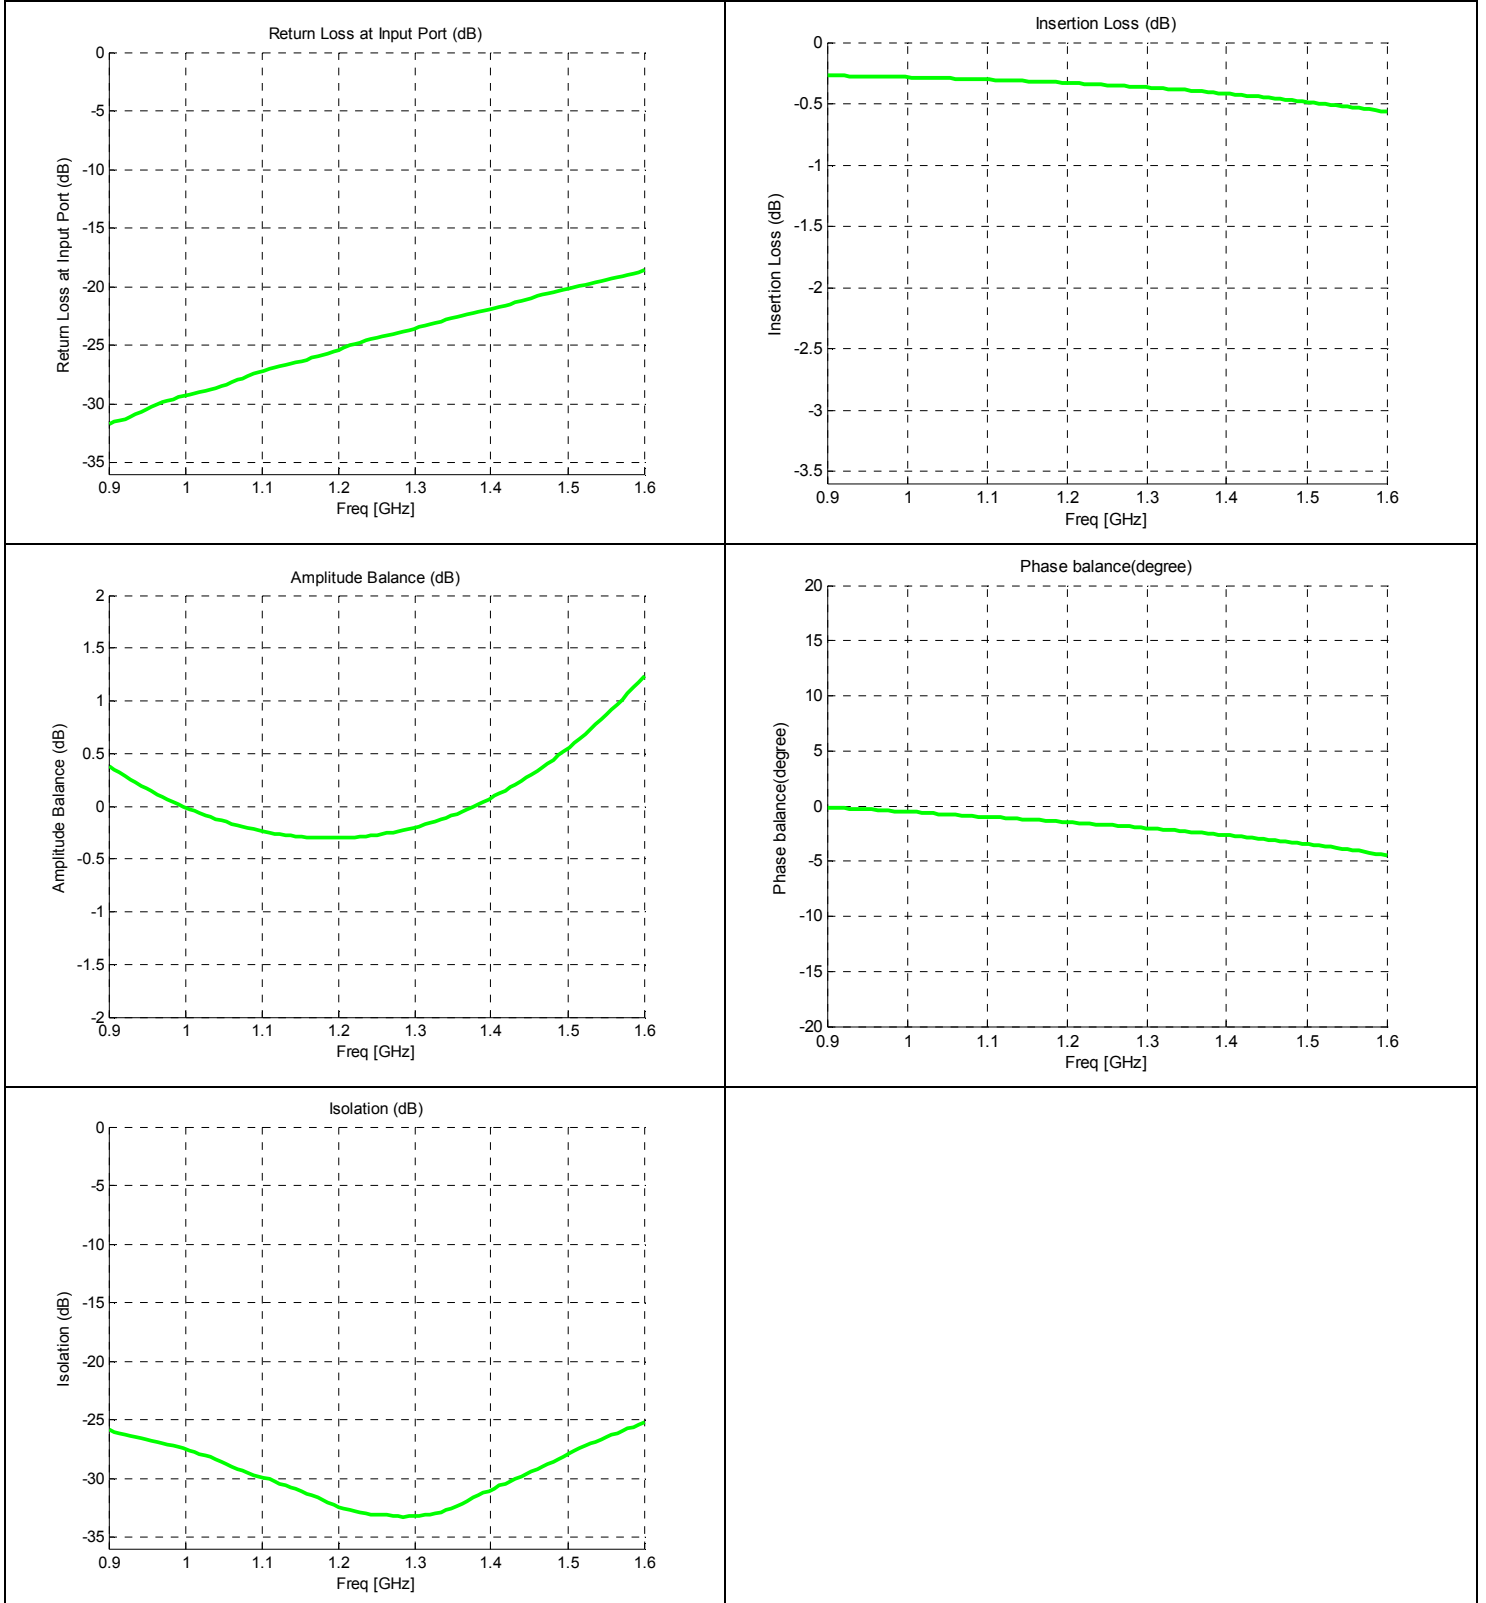 Return Loss at Input Port (dB)
0
-5
-10
-15
-20
-25
-30
-35
Return Loss at Input Port (dB)
0.9 1 1.1 1.2 1.3 1.4 1.5 1.6
Freq [GHz]
Insertion Loss (dB)
0
-0.5
-1
-1.5
-2
-2.5
-3
-3.5
Insertion Loss (dB)
0.9 1 1.1 1.2 1.3 1.4 1.5 1.6
Freq [GHz]
Amplitude Balance (dB)
2
1.5
1
0.5
0
-0.5
-1
-1.5
-2
Amplitude Balance (dB)
0.9 1 1.1 1.2 1.3 1.4 1.5 1.6
Freq [GHz]
Phase balance(degree)
20
15
10
5
0
-5
-10
-15
-20
Phase balance(degree)
0.9 1 1.1 1.2 1.3 1.4 1.5 1.6
Freq [GHz]
Isolation (dB)
0
-5
-10
-15
-20
-25
-30
-35
Isolation (dB)
0.9 1 1.1 1.2 1.3 1.4 1.5 1.6
Freq [GHz]